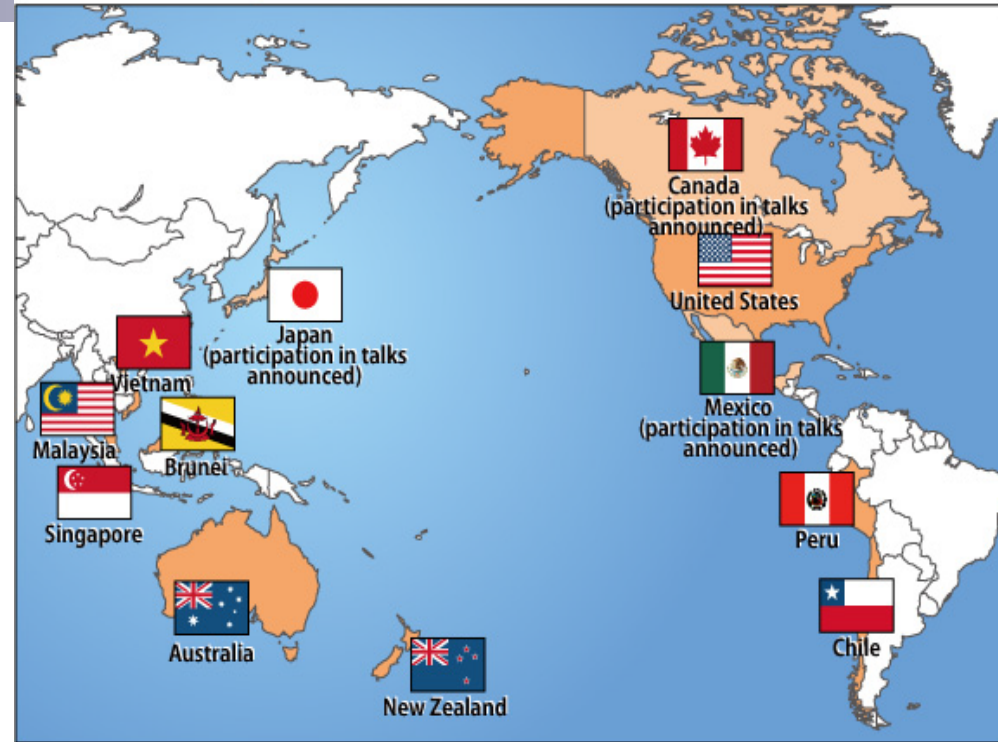 Canada
(participation in talks
announced)
United States
Japan
(participation in talks
announced)
Vietnam
Mexico
(participation in talks
announced)
Malaysia
Brunei
Singapore
Peru
Australia
Chile
New Zealand